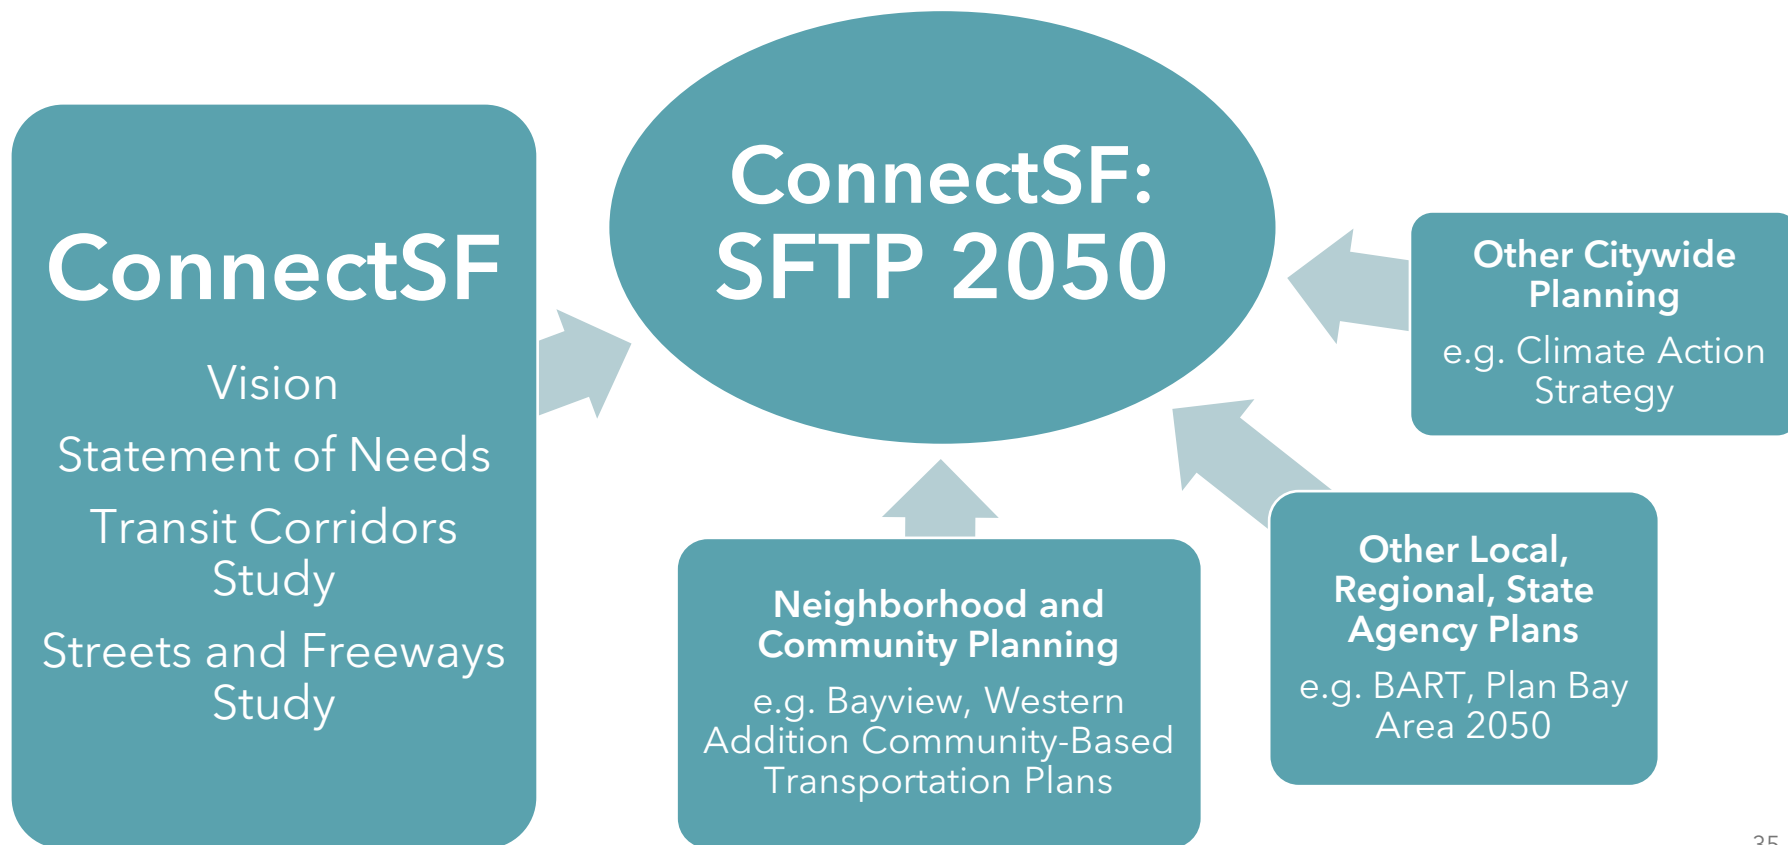 ConnectSF
Vision
Statement of Needs
Transit Corridors
Study
Streets and Freeways
Study
ConnectSF:
SFTP 2050
Neighborhood and
Community Planning
e.g. Bayview, Western
Addition Community-Based
Transportation Plans
Other Local,
Regional, State
Agency Plans
e.g. BART, Plan Bay
Area 2050
Other Citywide
Planning
e.g. Climate Action
Strategy
35